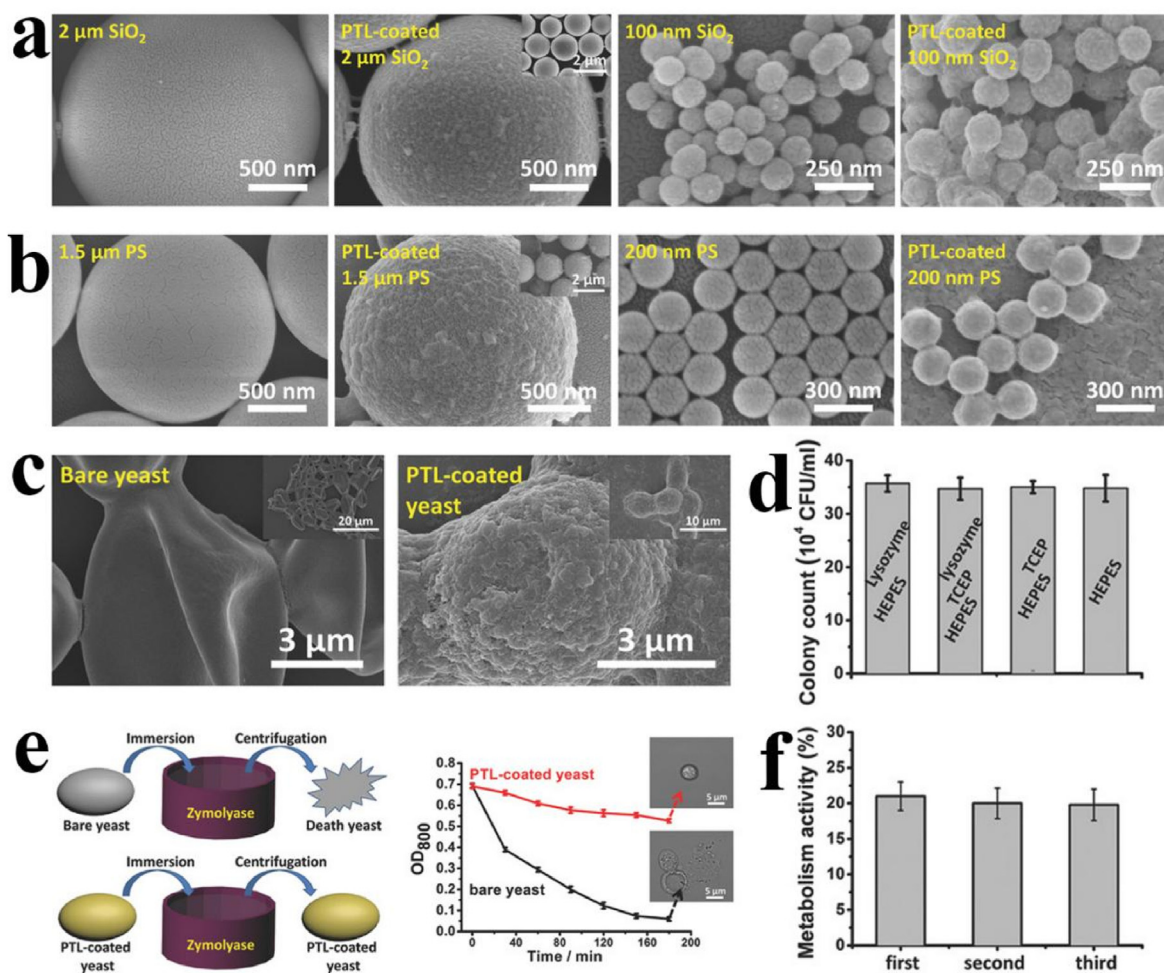 a
2 μm SiO₂
500 nm
PTL-coated
2 μm SiO₂
2 μm
500 nm
100 nm SiO₂
250 nm
PTL-coated
100 nm SiO₂
250 nm
b
1.5 μm PS
500 nm
PTL-coated
1.5 μm PS
2 μm
500 nm
200 nm PS
300 nm
PTL-coated
200 nm PS
300 nm
c
Bare yeast
20 μm
3 μm
PTL-coated
yeast
10 μm
3 μm
d
Colony count (10⁴ CFU/ml)
40
30
20
10
0
Lysozyme
HEPES
lysozyme
TCEP
HEPES
TCEP
HEPES
HEPES
e
Immersion
Centrifugation
Bare yeast
Zymolyase
Death yeast
Immersion
Centrifugation
PTL-coated
yeast
Zymolyase
PTL-coated
yeast
OD₈₀₀
0.8
0.7
0.6
0.5
0.4
0.3
0.2
0.1
0.0
PTL-coated yeast
bare yeast
5 μm
5 μm
0 40 80 120 160 200
Time / min
f
Metabolism activity (%)
30
25
20
15
10
5
0
first second third